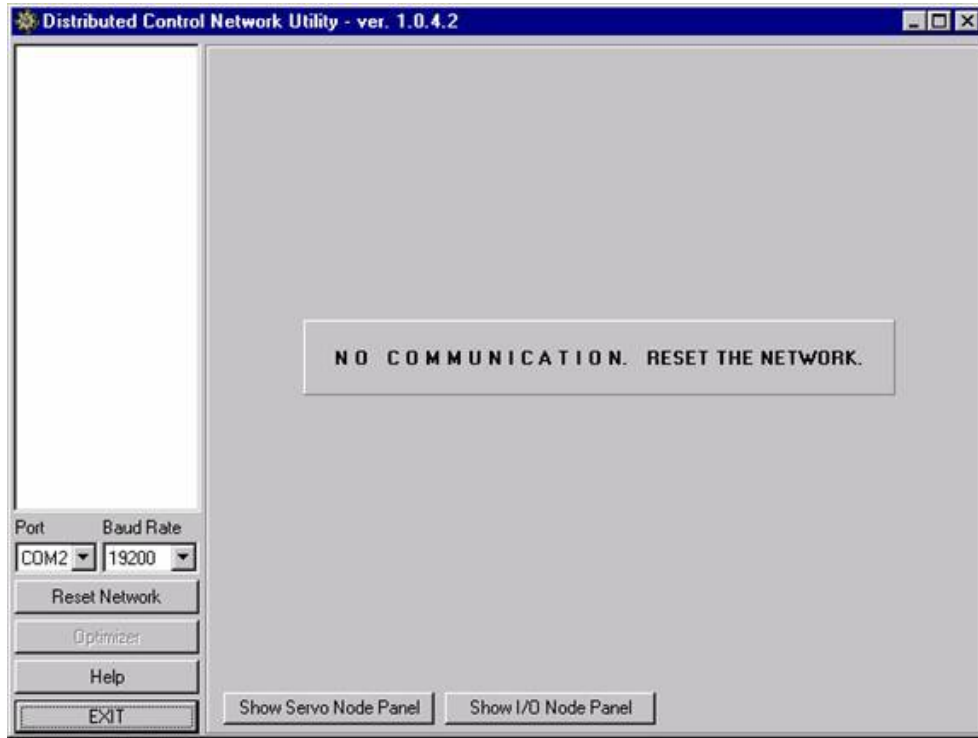 Distributed Control Network Utility - ver. 1.0.4.2
NO COMMUNICATION. RESET THE NETWORK.
Port Baud Rate
COM2 19200
Reset Network
Optimizer
Help
EXIT
Show Servo Node Panel Show I/O Node Panel